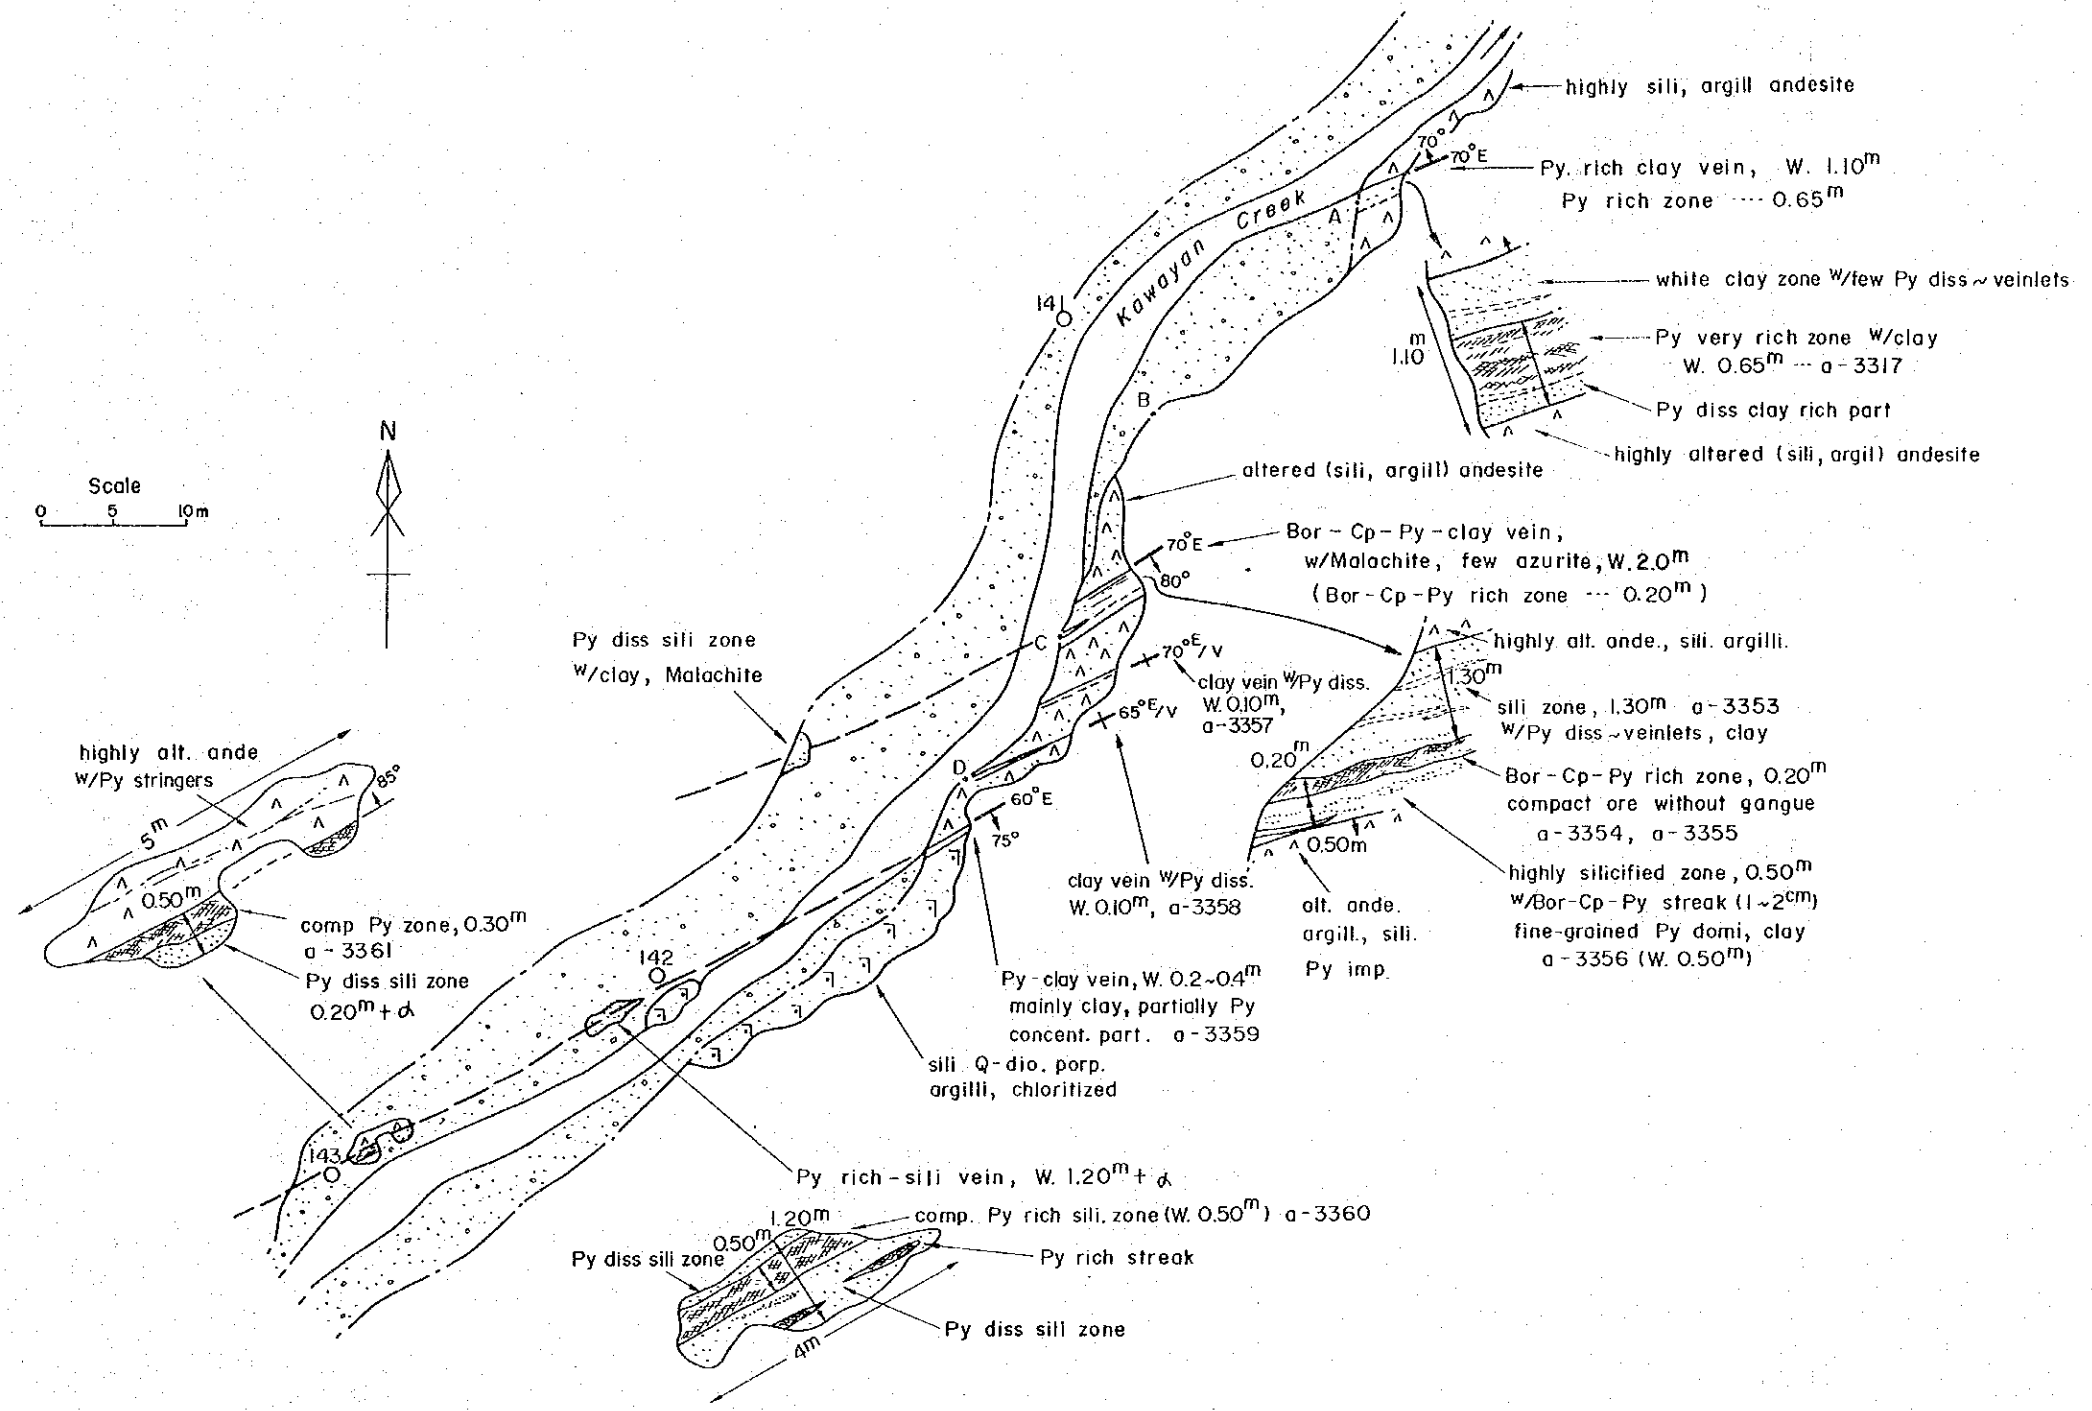 highly sili, argill andesite
70°
70°E
Py. rich clay vein, W. 1.10m
Py rich zone ···· 0.65m
Kawayan Creek
A
141
white clay zone W/few Py diss ~ veinlets
m
1.10
Py very rich zone W/clay
W. 0.65m ··· a-3317
B
Py diss clay rich part
highly altered (sili, argil) andesite
N
Scale
0 5 10m
altered (sili, argill) andesite
70°E
80°
Bor-Cp-Py-clay vein,
w/Malachite, few azurite, W. 2.0m
(Bor-Cp-Py rich zone ··· 0.20m)
C
Py diss sili zone
W/clay, Malachite
70°E/V
clay vein W/Py diss.
W. 0.10m,
a-3357
65°E/V
highly alt. ande., sili. argilli.
1.30m
sili zone, 1.30m a-3353
W/Py diss ~ veinlets, clay
0.20m
Bor-Cp-Py rich zone, 0.20m
compact ore without gangue
a-3354, a-3355
0.50m
highly silicified zone, 0.50m
W/Bor-Cp-Py streak (1~2cm)
fine-grained Py domi, clay
a-3356 (W. 0.50m)
alt. ande.
argill., sili.
Py imp.
D
60°E
75°
clay vein W/Py diss.
W. 0.10m, a-3358
highly alt. ande
W/Py stringers
85°
5m
0.50m
comp Py zone, 0.30m
a-3361
Py diss sili zone
0.20m + α
142
Py-clay vein, W. 0.2~0.4m
mainly clay, partially Py
concent. part. a-3359
sili Q-dio. porp.
argilli, chloritized
143
Py rich-sili vein, W. 1.20m + α
1.20m
comp. Py rich sili. zone (W. 0.50m) a-3360
0.50m
Py diss sili zone
Py rich streak
Py diss sili zone
4m